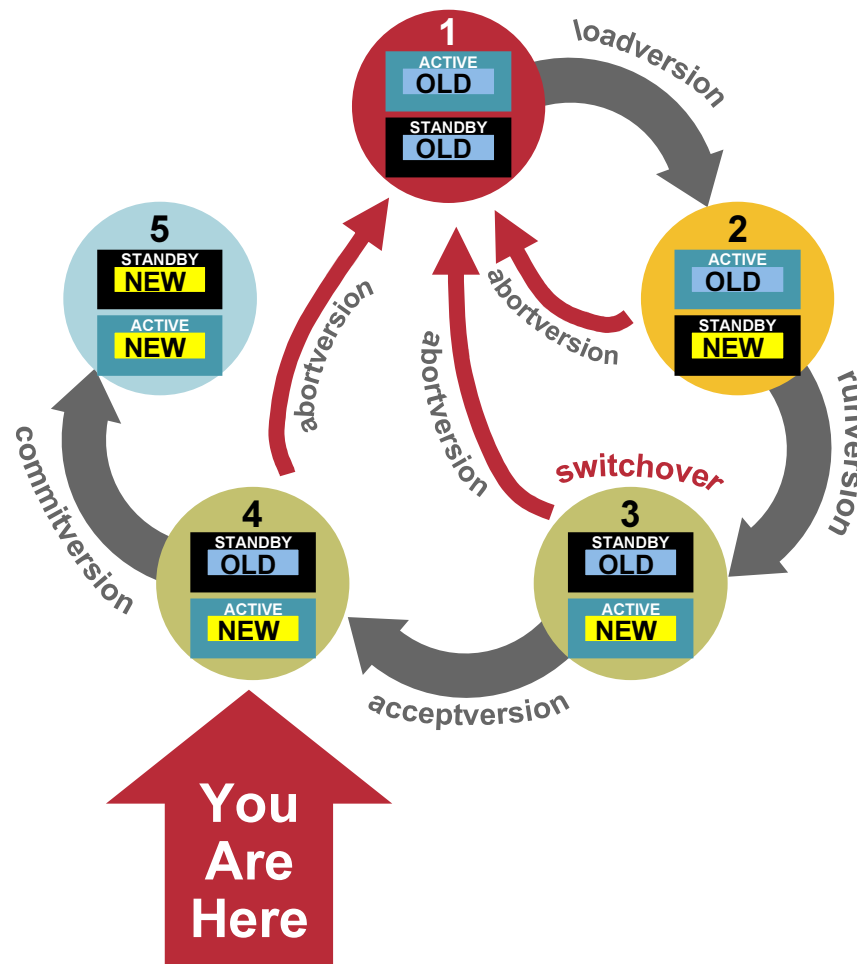 1
ACTIVE
OLD
STANDBY
OLD
loadversion
2
ACTIVE
OLD
STANDBY
NEW
runversion
abortversion
switchover
3
STANDBY
OLD
ACTIVE
NEW
abortversion
acceptversion
4
STANDBY
OLD
ACTIVE
NEW
abortversion
commitversion
5
STANDBY
NEW
ACTIVE
NEW
You
Are
Here